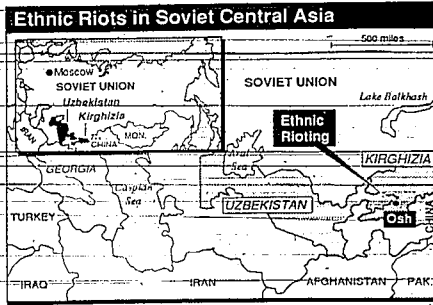 Ethnic Riots in Soviet Central Asia
500 miles
Moscow
SOVIET UNION
Uzbekistan
Kirghizia
IRAN
MON.
CHINA
SOVIET UNION
Lake Balkhash
Ethnic
Rioting
Aral
Sea
KIRGHIZIA
GEORGIA
Caspian
Sea
UZBEKISTAN
TURKEY
Osh
CHINA
IRAQ
IRAN
AFGHANISTAN
PAK.